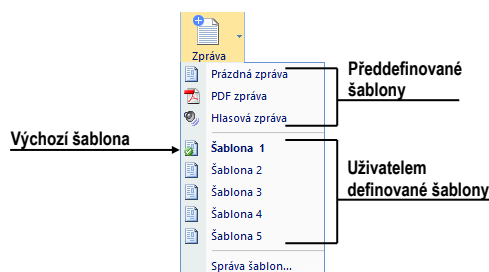 Zpráva
Prázdná zpráva
PDF zpráva
Hlasová zpráva
Předdefinované
šablony
Výchozí šablona
Šablona 1
Šablona 2
Šablona 3
Šablona 4
Šablona 5
Uživatelem
definované šablony
Správa šablon...